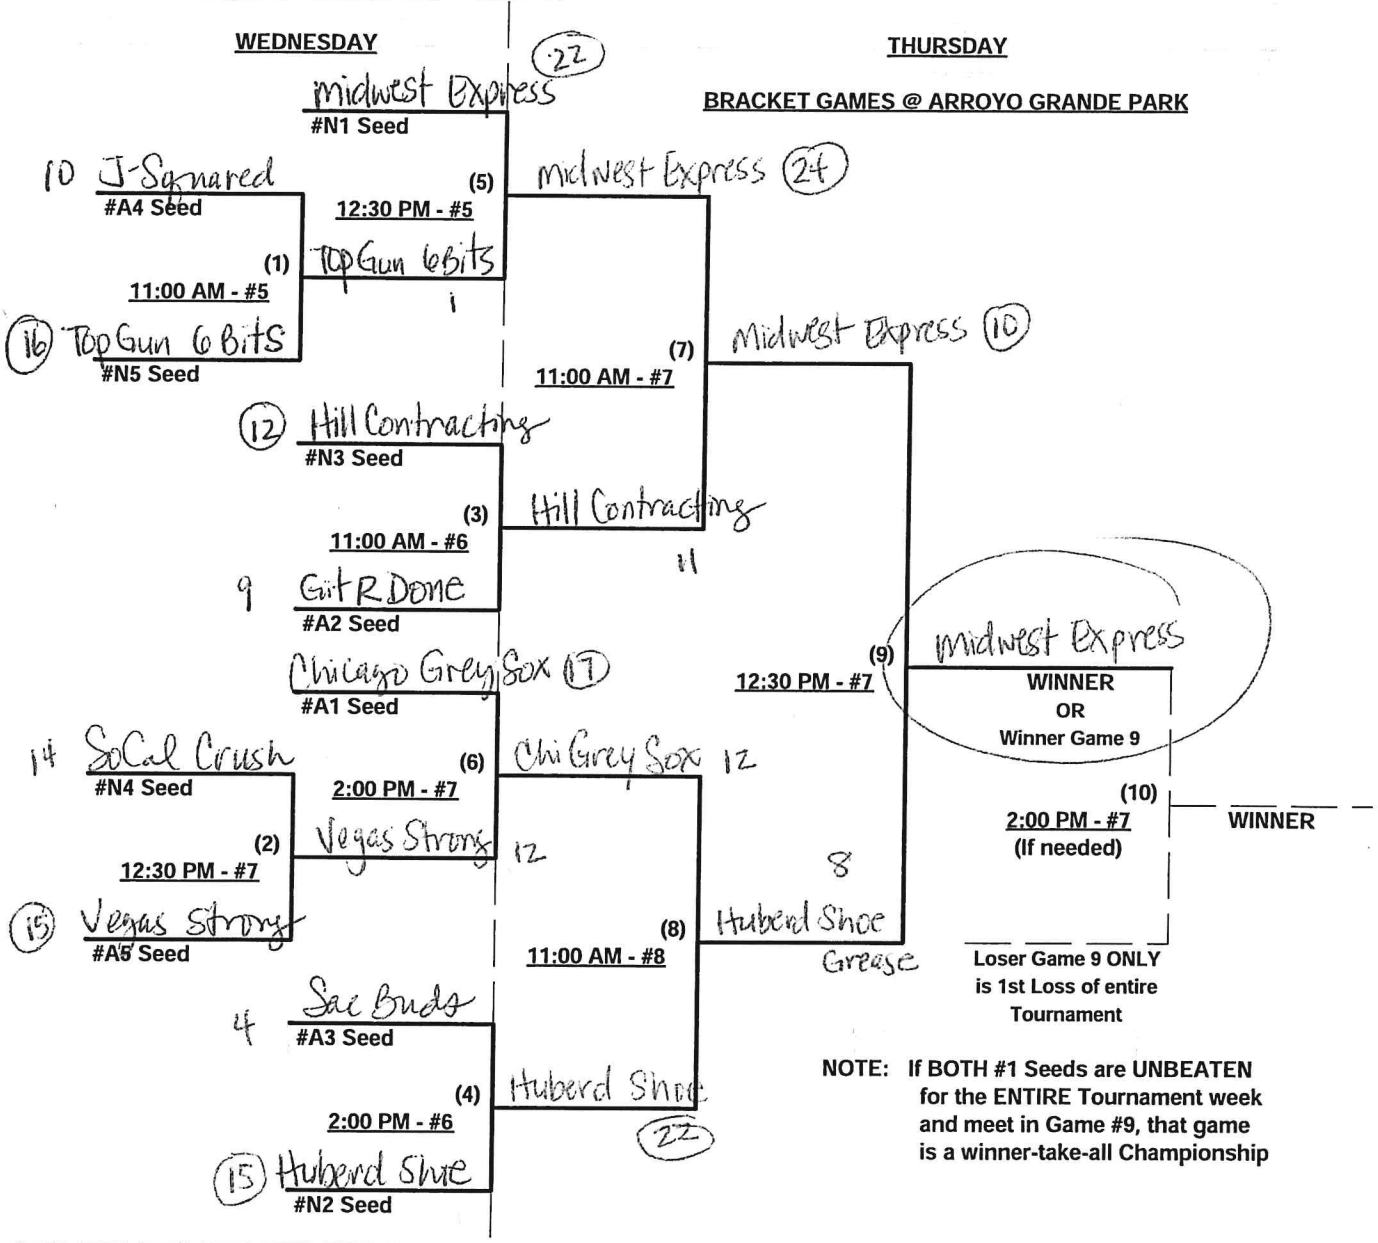 WEDNESDAY
THURSDAY
BRACKET GAMES @ ARROYO GRANDE PARK
22
Midwest Express
#N1 Seed
10 J-Squared
#A4 Seed
(5)
12:30 PM - #5
Midwest Express 24
(1)
11:00 AM - #5
Top Gun 6 Bits
1
16 Top Gun 6 Bits
#N5 Seed
(7)
11:00 AM - #7
Midwest Express 10
12 Hill Contracting
#N3 Seed
(3)
11:00 AM - #6
Hill Contracting
11
9 Git R Done
#A2 Seed
(9)
12:30 PM - #7
Midwest Express
WINNER
OR
Winner Game 9
Chicago Grey Sox 17
#A1 Seed
14 SoCal Crush
#N4 Seed
(6)
2:00 PM - #7
Chi Grey Sox 12
(10)
2:00 PM - #7
(If needed)
WINNER
(2)
12:30 PM - #7
Vegas Strong 12
15 Vegas Strong
#A5 Seed
(8)
11:00 AM - #8
8
Huberd Shoe
Grease
Loser Game 9 ONLY
is 1st Loss of entire
Tournament
4 Sac Buds
#A3 Seed
(4)
2:00 PM - #6
Huberd Shoe
22
15 Huberd Shoe
#N2 Seed
NOTE: If BOTH #1 Seeds are UNBEATEN
for the ENTIRE Tournament week
and meet in Game #9, that game
is a winner-take-all Championship